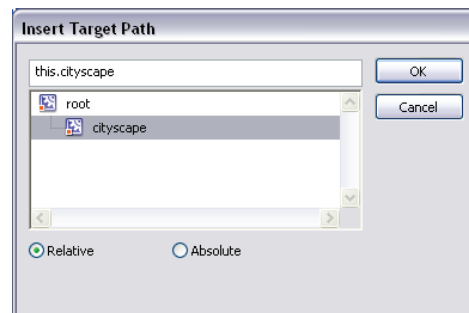 Insert Target Path
this.cityscape
OK
root
Cancel
cityscape
Relative Absolute